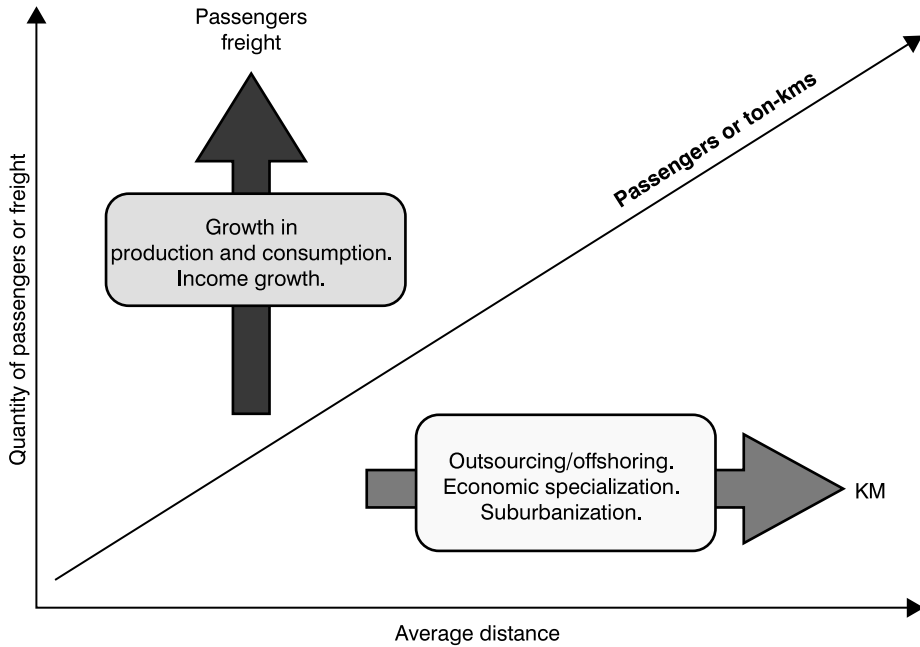 Passengers
freight
Quantity of passengers or freight
Passengers or ton-kms
Growth in
production and consumption.
Income growth.
Outsourcing/offshoring.
Economic specialization.
Suburbanization.
KM
Average distance